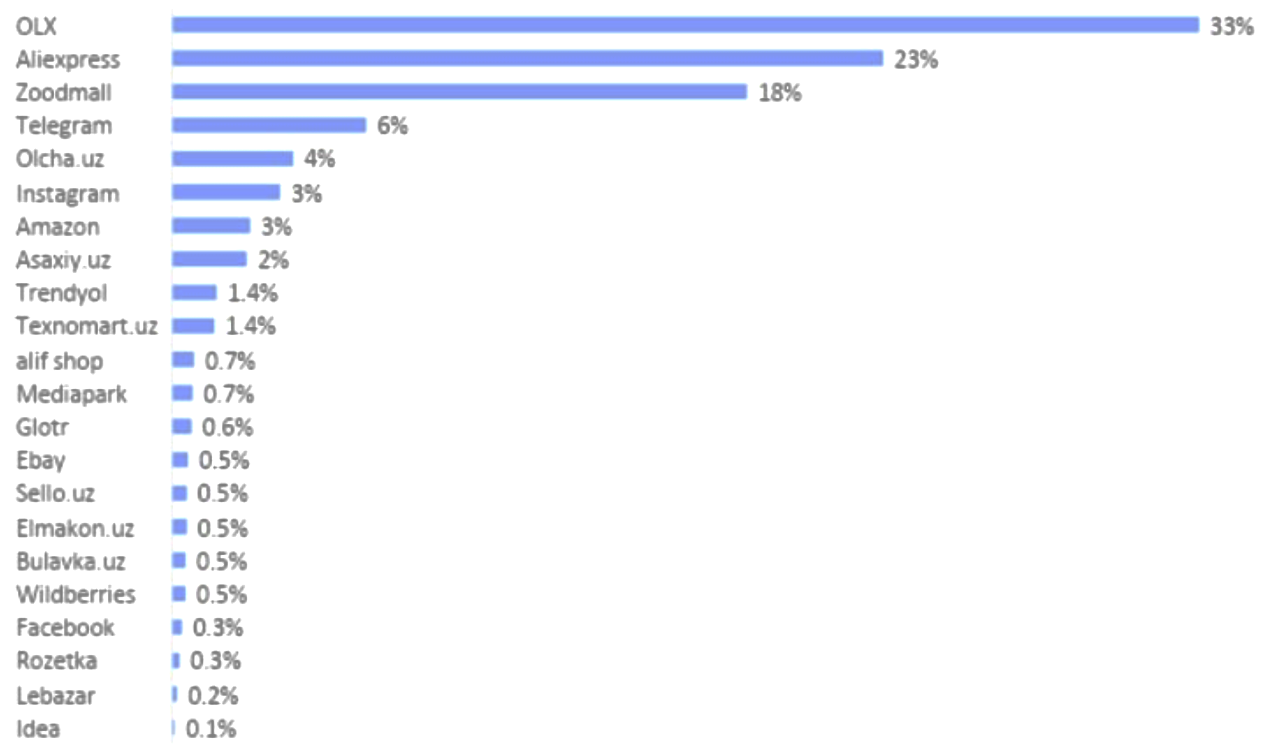 OLX 33%
Aliexpress 23%
Zoodmall 18%
Telegram 6%
Olcha.uz 4%
Instagram 3%
Amazon 3%
Asaxiy.uz 2%
Trendyol 1.4%
Texnomart.uz 1.4%
alif shop 0.7%
Mediapark 0.7%
Glotr 0.6%
Ebay 0.5%
Sello.uz 0.5%
Elmakon.uz 0.5%
Bulavka.uz 0.5%
Wildberries 0.5%
Facebook 0.3%
Rozetka 0.3%
Lebazar 0.2%
Idea 0.1%